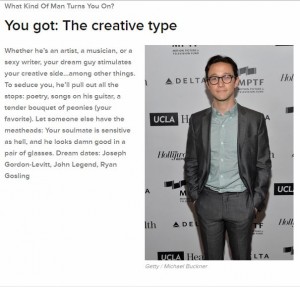 What Kind Of Man Turns You On?
You got: The creative type
Whether he's an artist, a musician, or a
sexy writer, your dream guy stimulates
your creative side...among other things.
To seduce you, he'll pull out all the
stops: poetry, songs on his guitar, a
tender bouquet of peonies (your
favorite). Let someone else have the
meatheads: Your soulmate is sensitive
as hell, and he looks damn good in a
pair of glasses. Dream dates: Joseph
Gordon-Levitt, John Legend, Ryan
Gosling
MPTF
DELTA
MPTF
UCLA
Health
Hollywood
MPTF
DELTA
UCLA
Getty / Michael Buckner